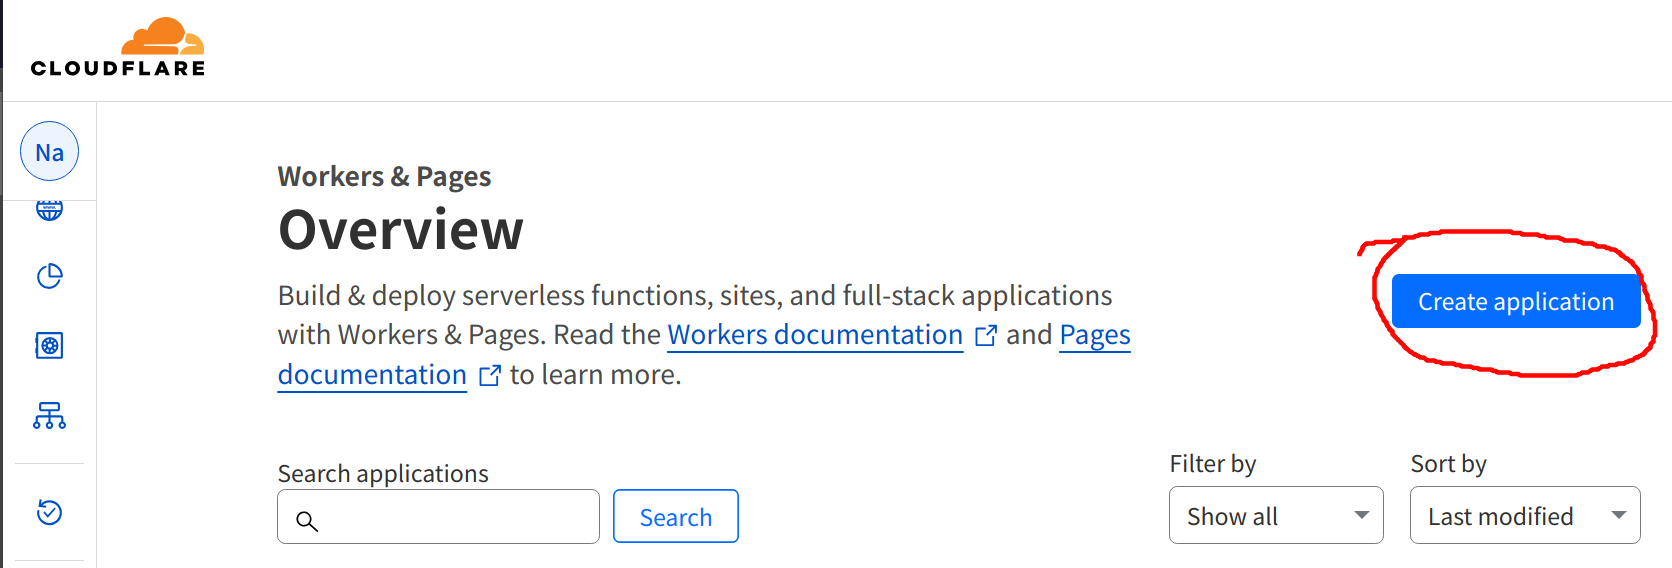 CLOUDFLARE
Na
Workers & Pages
Overview
Build & deploy serverless functions, sites, and full-stack applications
with Workers & Pages. Read the Workers documentation and Pages
documentation to learn more.
Create application
Search applications
Search
Filter by
Show all
Sort by
Last modified